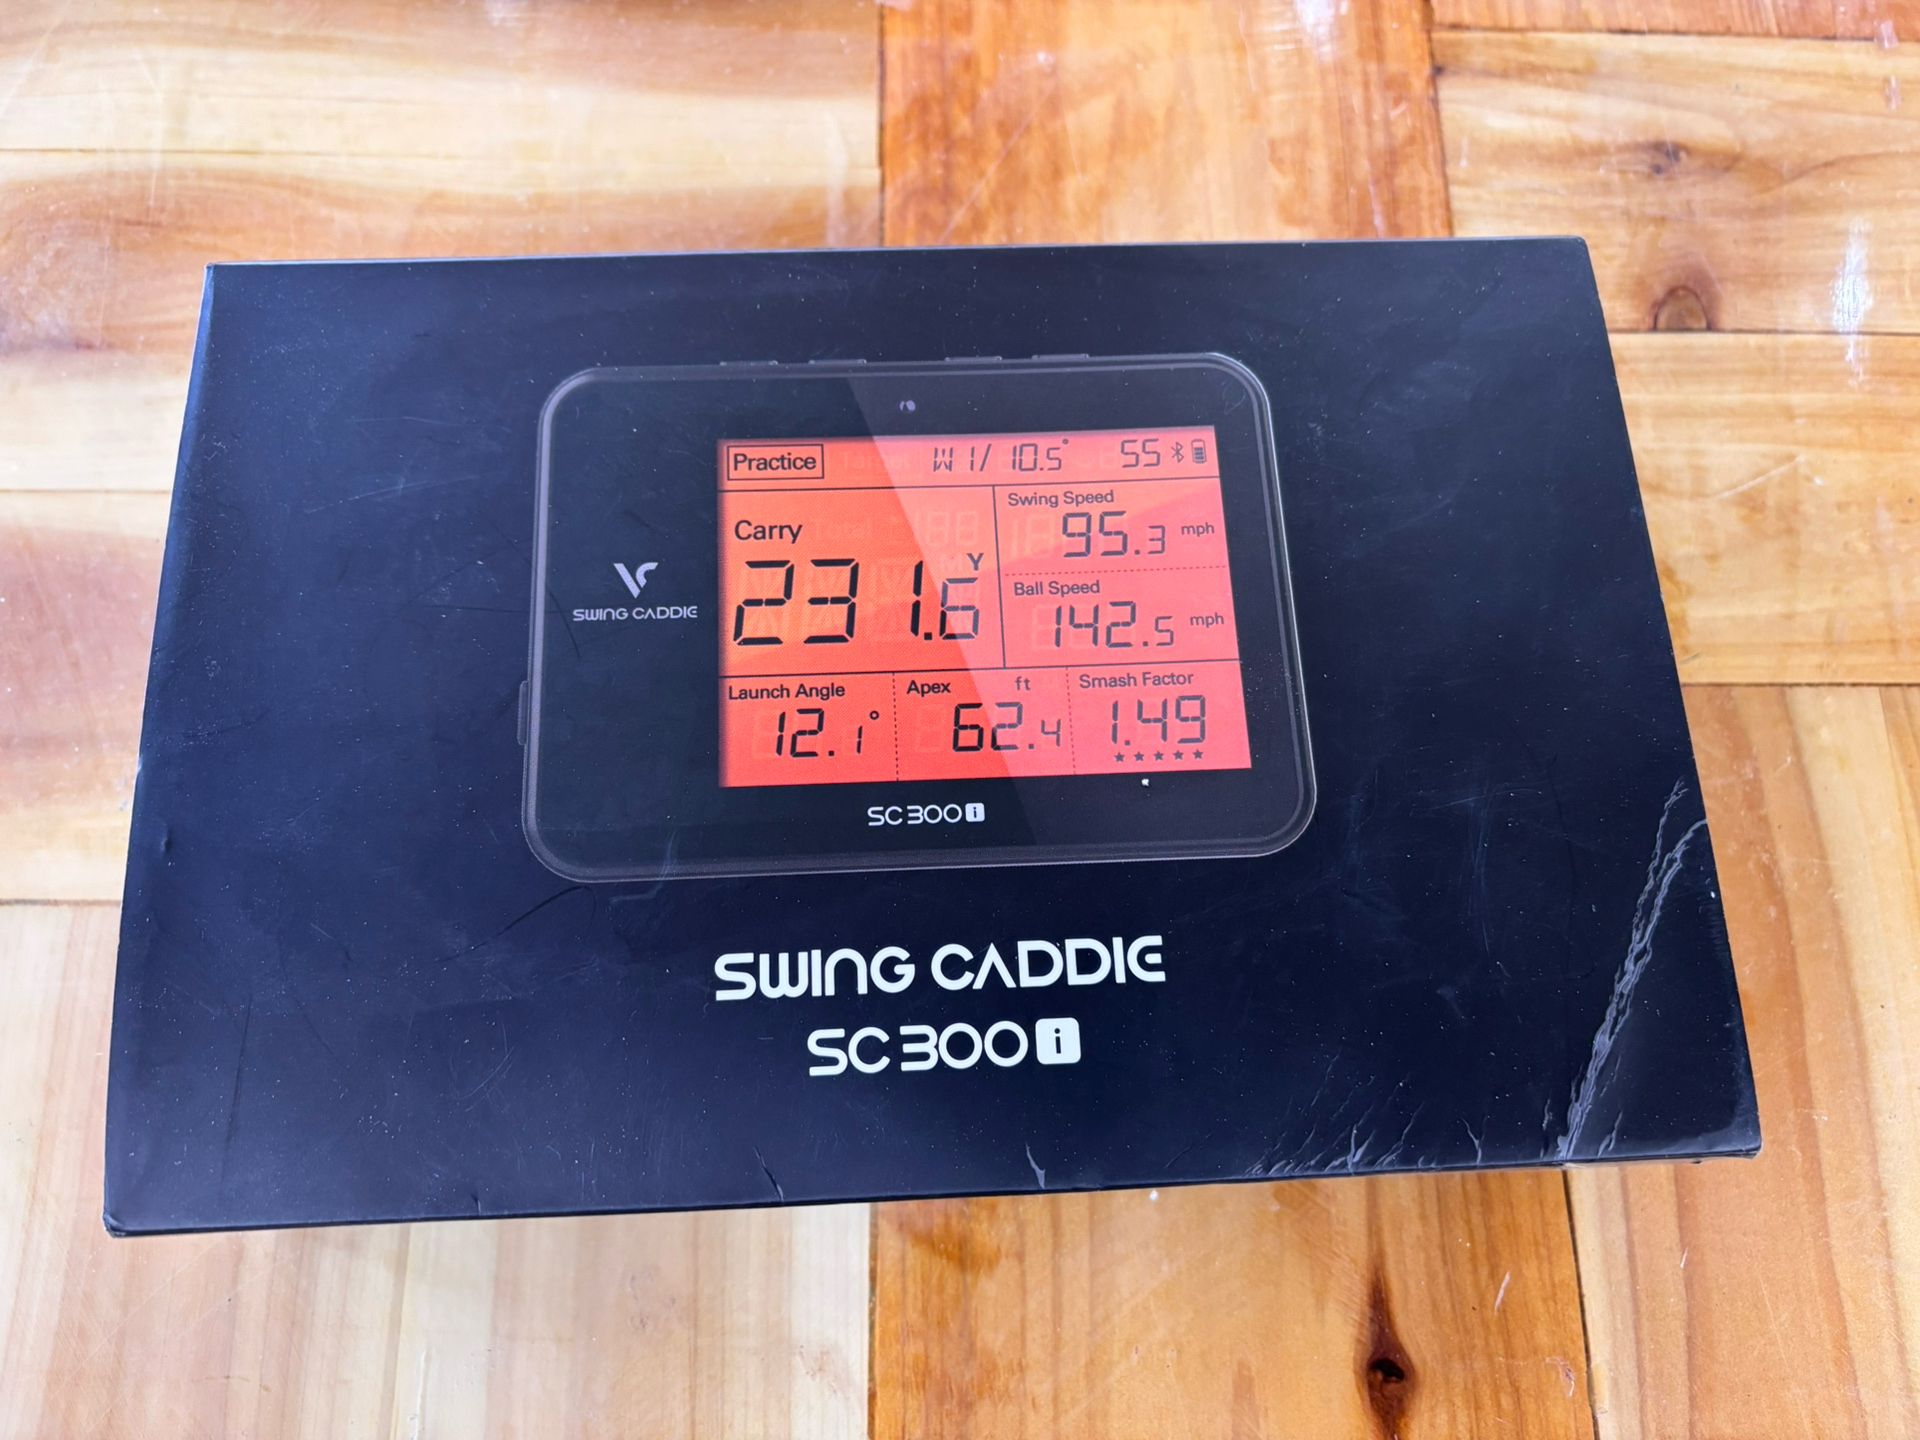 Practice W1/ 10.5° 55
Carry
231.6 Y
Swing Speed
95.3 mph
Ball Speed
142.5 mph
Launch Angle
12.1°
Apex ft
62.4
Smash Factor
1.49
★★★★★
SWING CADDIE
SC300i
SWING CADDIE
SC300i